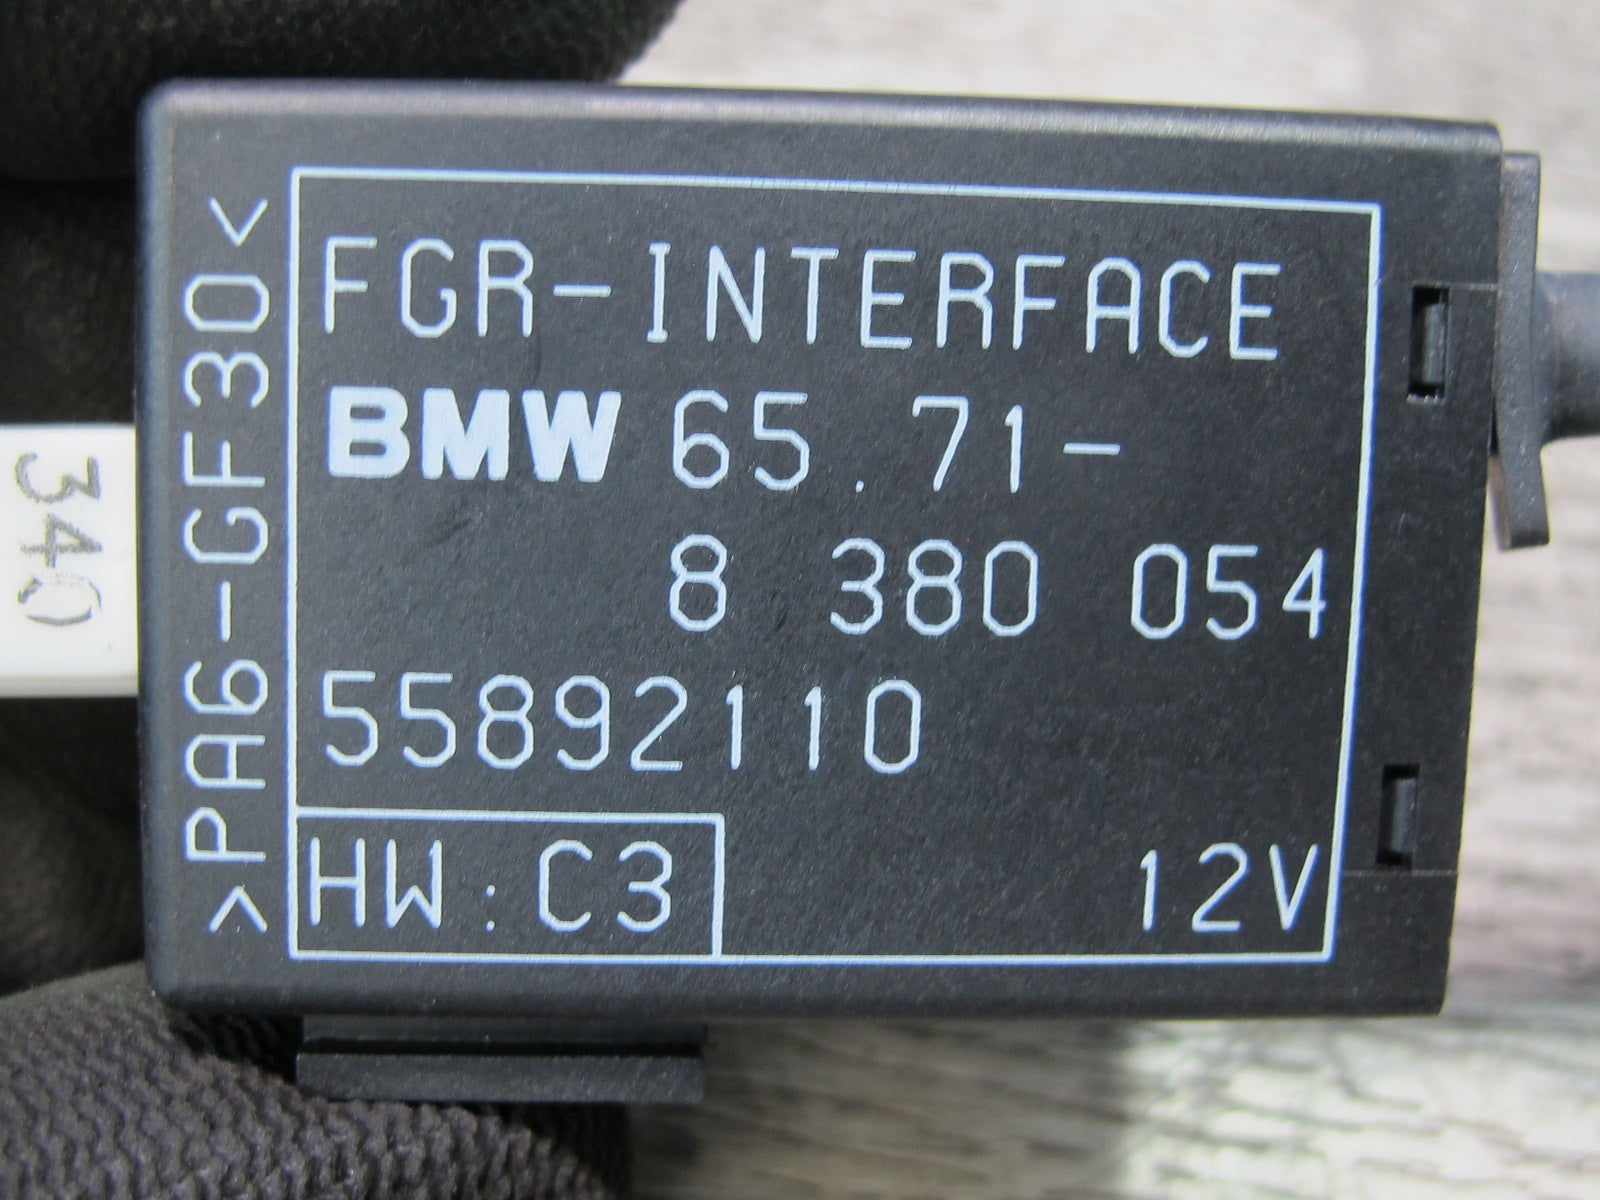 FGR-INTERFACE
BMW 65.71-
8 380 054
55892110
HW:C3
12V
>PA6-GF30<
340